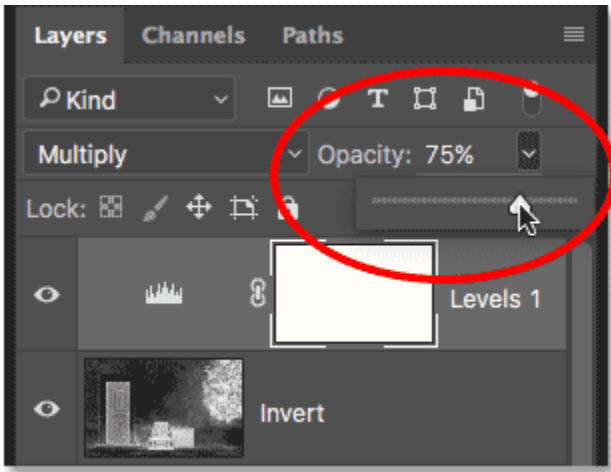 Layers Channels Paths
Kind
Multiply Opacity: 75%
Lock:
Levels 1
Invert